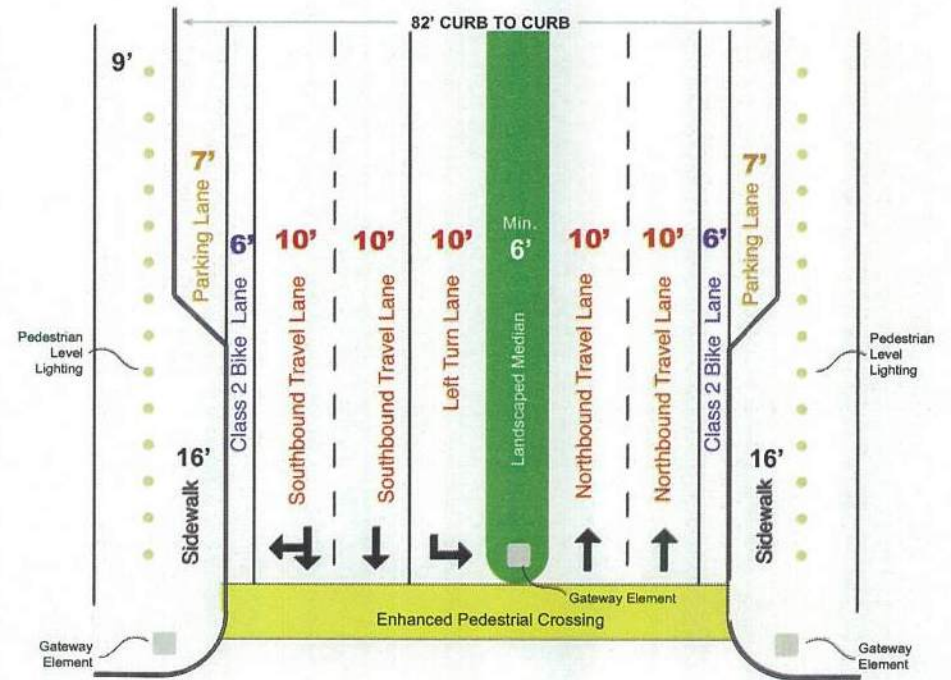 82' CURB TO CURB
9'
7'
Parking Lane
6'
Class 2 Bike Lane
10'
Southbound Travel Lane
10'
Southbound Travel Lane
10'
Left Turn Lane
Min.
6'
Landscaped Median
10'
Northbound Travel Lane
10'
Northbound Travel Lane
6'
Class 2 Bike Lane
7'
Parking Lane
Pedestrian
Level
Lighting
Pedestrian
Level
Lighting
16'
Sidewalk
16'
Sidewalk
Gateway Element
Enhanced Pedestrial Crossing
Gateway
Element
Gateway
Element